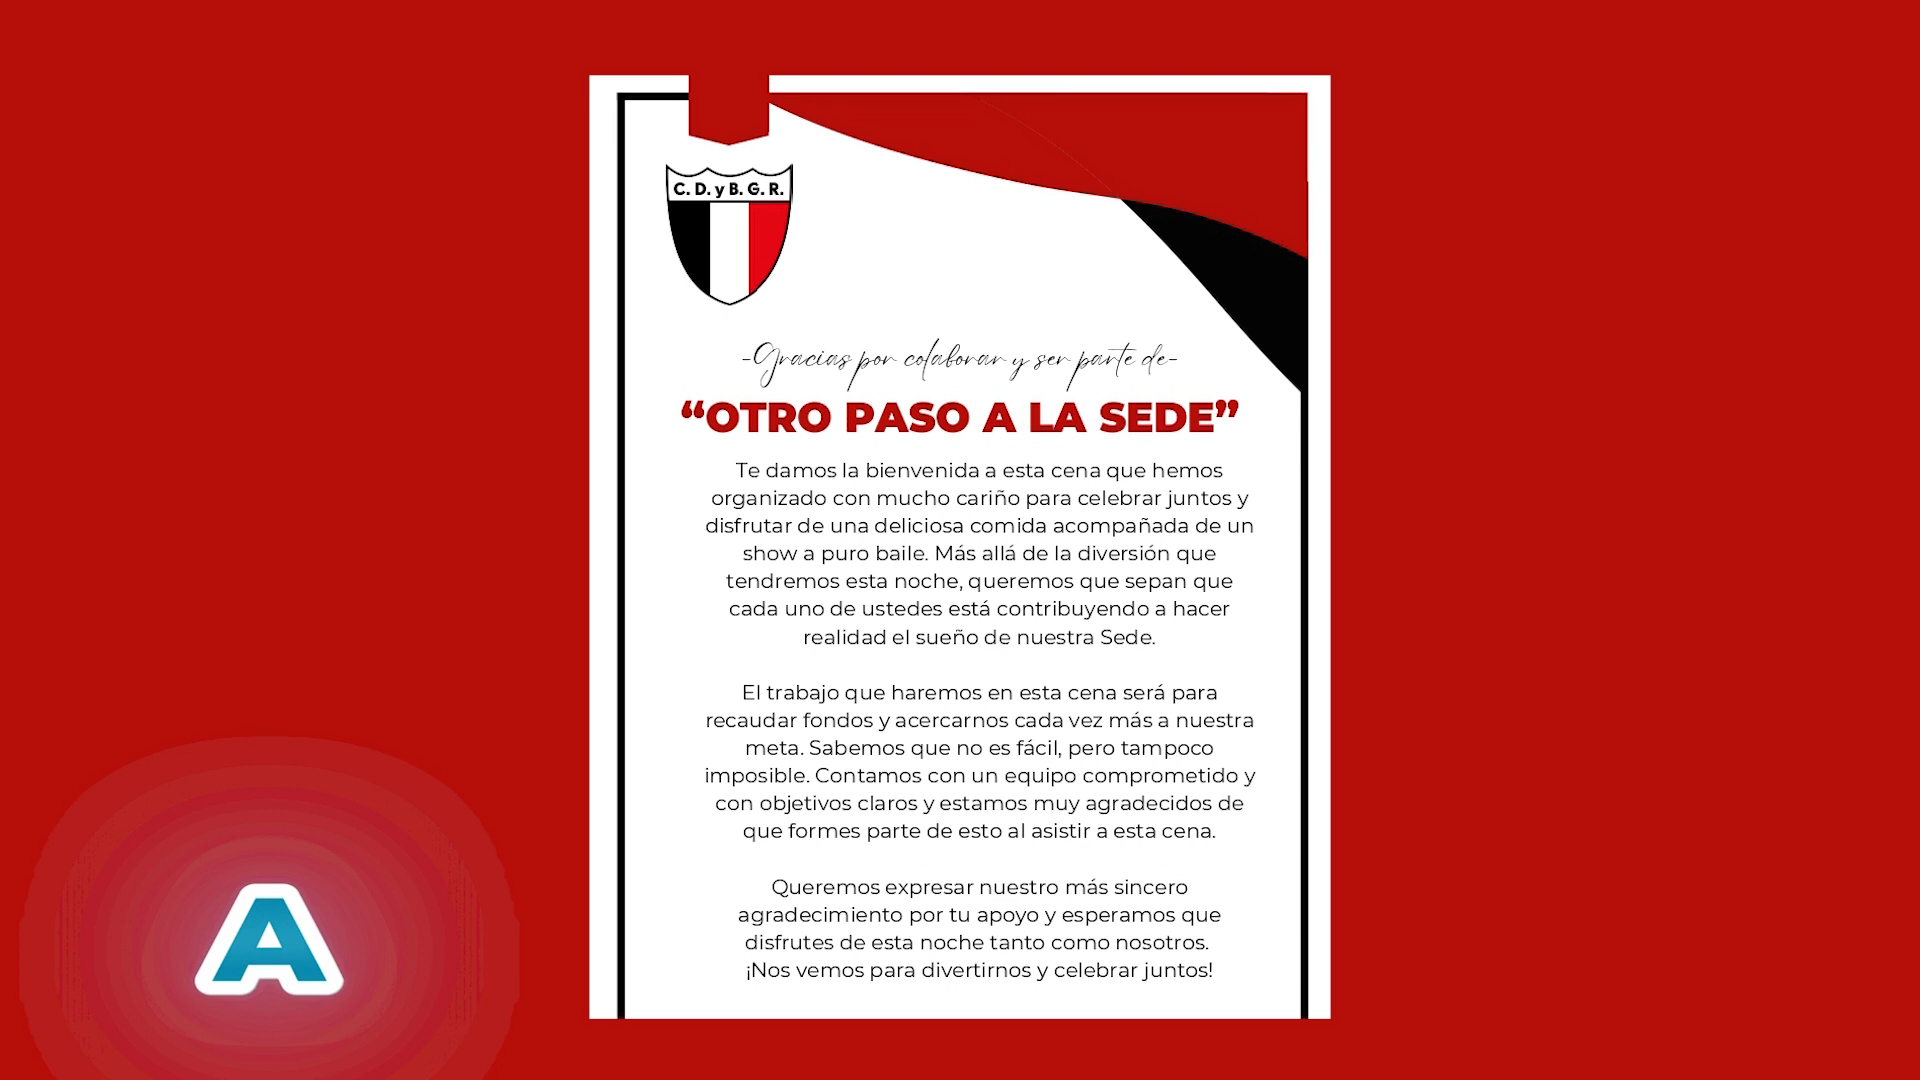 C. D. y B. G. R.
-Gracias por colaborar y ser parte de-
“OTRO PASO A LA SEDE”
Te damos la bienvenida a esta cena que hemos
organizado con mucho cariño para celebrar juntos y
disfrutar de una deliciosa comida acompañada de un
show a puro baile. Más allá de la diversión que
tendremos esta noche, queremos que sepan que
cada uno de ustedes está contribuyendo a hacer
realidad el sueño de nuestra Sede.
El trabajo que haremos en esta cena será para
recaudar fondos y acercarnos cada vez más a nuestra
meta. Sabemos que no es fácil, pero tampoco
imposible. Contamos con un equipo comprometido y
con objetivos claros y estamos muy agradecidos de
que formes parte de esto al asistir a esta cena.
Queremos expresar nuestro más sincero
agradecimiento por tu apoyo y esperamos que
disfrutes de esta noche tanto como nosotros.
¡Nos vemos para divertirnos y celebrar juntos!
A